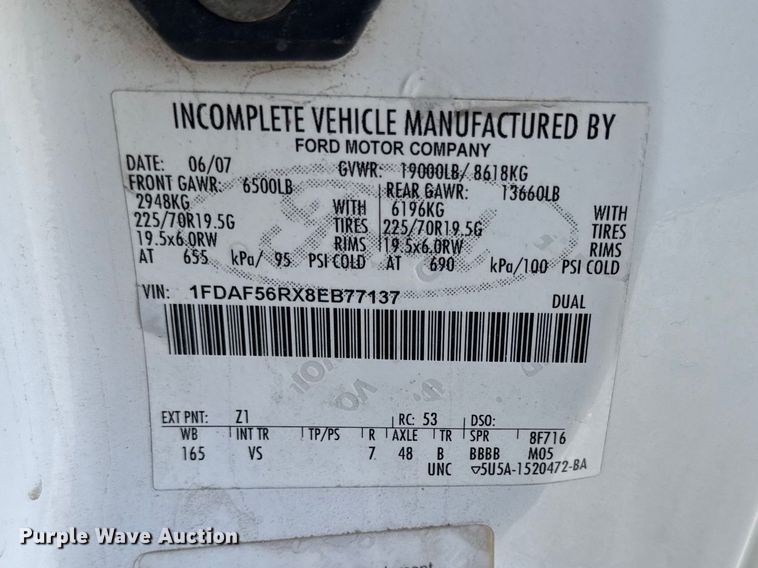 INCOMPLETE VEHICLE MANUFACTURED BY
FORD MOTOR COMPANY
DATE: 06/07 GVWR: 19000LB/ 8618KG
FRONT GAWR: 6500LB REAR GAWR: 13660LB
2948KG WITH 6196KG WITH
225/70R19.5G TIRES 225/70R19.5G TIRES
19.5x6.0RW RIMS 19.5x6.0RW RIMS
AT 655 kPa/ 95 PSI COLD AT 690 kPa/100 PSI COLD
VIN: 1FDAF56RX8EB77137 DUAL
EXT PNT: Z1 RC: 53 DSO:
WB INT TR TP/PS R AXLE TR SPR 8F716
165 VS 7 48 B BBBB M05
UNC ▽5U5A-1520472-BA
Purple Wave Auction